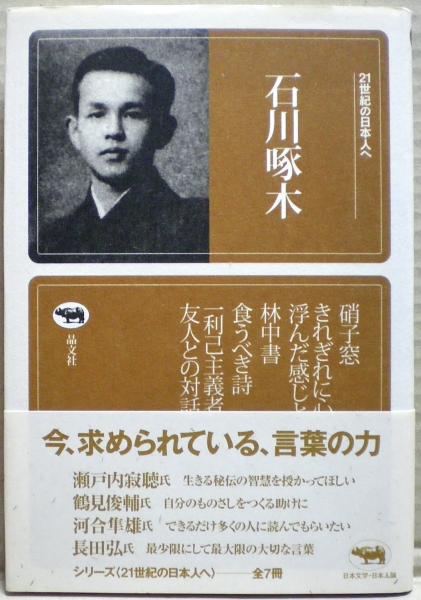 21世紀の日本人へ
石川啄木
硝子窓
きれぎれに心に
浮んだ感じと
林中書
食うべき詩
一利己主義者と
友人との対話
晶文社
今、求められている、言葉の力
瀬戸内寂聴氏 生きる秘伝の智慧を授かってほしい
鶴見俊輔氏 自分のものさしをつくる助けに
河合隼雄氏 できるだけ多くの人に読んでもらいたい
長田弘氏 最少限にして最大限の大切な言葉
シリーズ〈21世紀の日本人へ〉——全7冊
日本文学・日本人論